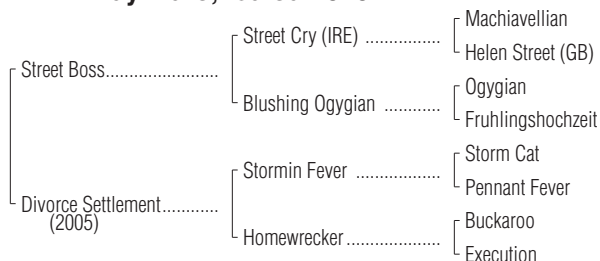 Machiavellian
Street Cry (IRE) ................
Helen Street (GB)
Street Boss........................
Ogygian
Blushing Ogygian ............
Fruhlingshochzeit
Storm Cat
Stormin Fever ..................
Pennant Fever
Divorce Settlement............
(2005)
Buckaroo
Homewrecker....................
Execution